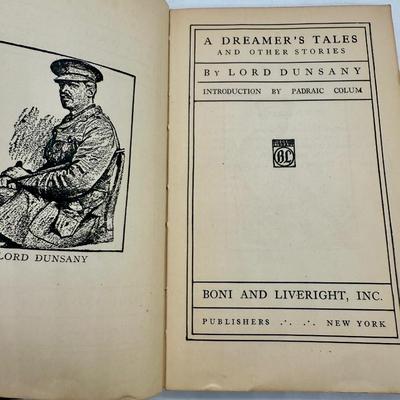 LORD DUNSANY
A DREAMER'S TALES
AND OTHER STORIES
BY LORD DUNSANY
INTRODUCTION BY PADRAIC COLUM
BL
BONI AND LIVERIGHT, INC.
PUBLISHERS .·. .·. NEW YORK